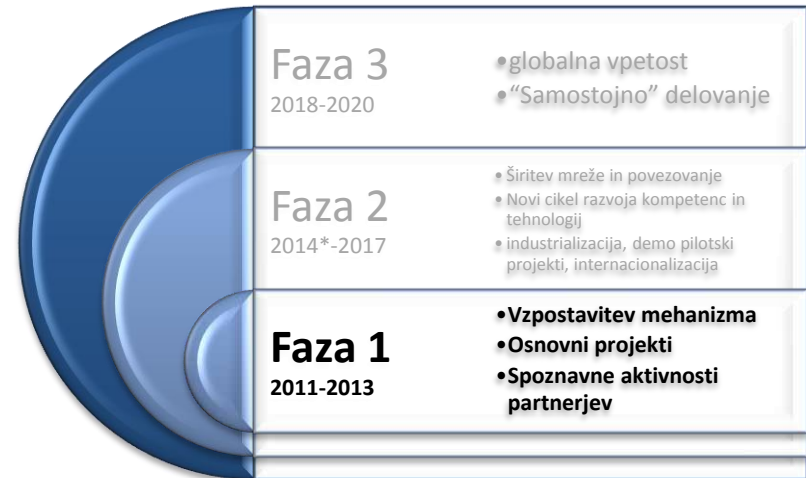 Faza 3
2018-2020
•globalna vpetost
•“Samostojno” delovanje
Faza 2
2014*-2017
• Širitev mreže in povezovanje
• Novi cikel razvoja kompetenc in
tehnologij
• industrializacija, demo pilotski
projekti, internacionalizacija
Faza 1
2011-2013
•Vzpostavitev mehanizma
•Osnovni projekti
•Spoznavne aktivnosti
partnerjev